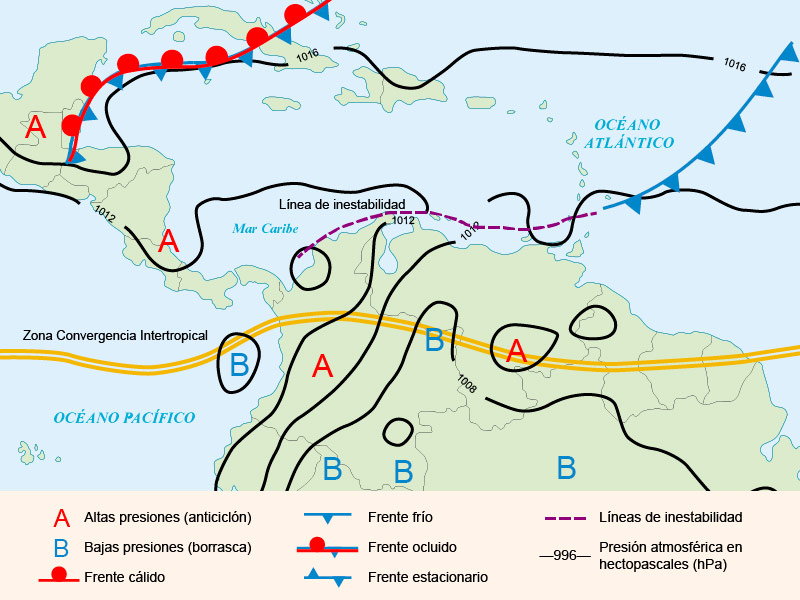 1016
1016
A
OCÉANO
ATLÁNTICO
Línea de inestabilidad
1012
1012
1012
A
Mar Caribe
Zona Convergencia Intertropical
B
B
A
A
1008
OCÉANO PACÍFICO
B
B
B
A Altas presiones (anticiclón)
B Bajas presiones (borrasca)
Frente cálido
Frente frío
Frente ocluido
Frente estacionario
Líneas de inestabilidad
—996— Presión atmosférica en
hectopascales (hPa)